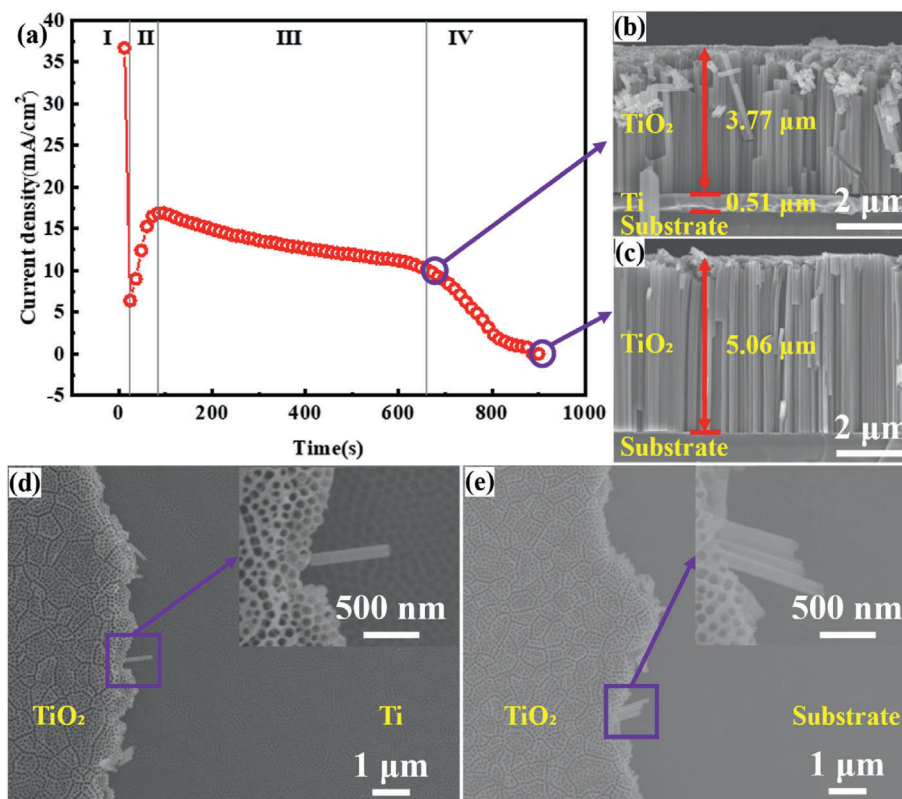 (a)
I II III IV
40
35
30
25
20
15
10
5
0
-5
Current density(mA/cm²)
0 200 400 600 800 1000
Time(s)
(b)
TiO₂
3.77 μm
Ti
0.51 μm
Substrate
2 μm
(c)
TiO₂
5.06 μm
Substrate
2 μm
(d)
500 nm
TiO₂
Ti
1 μm
(e)
500 nm
TiO₂
Substrate
1 μm